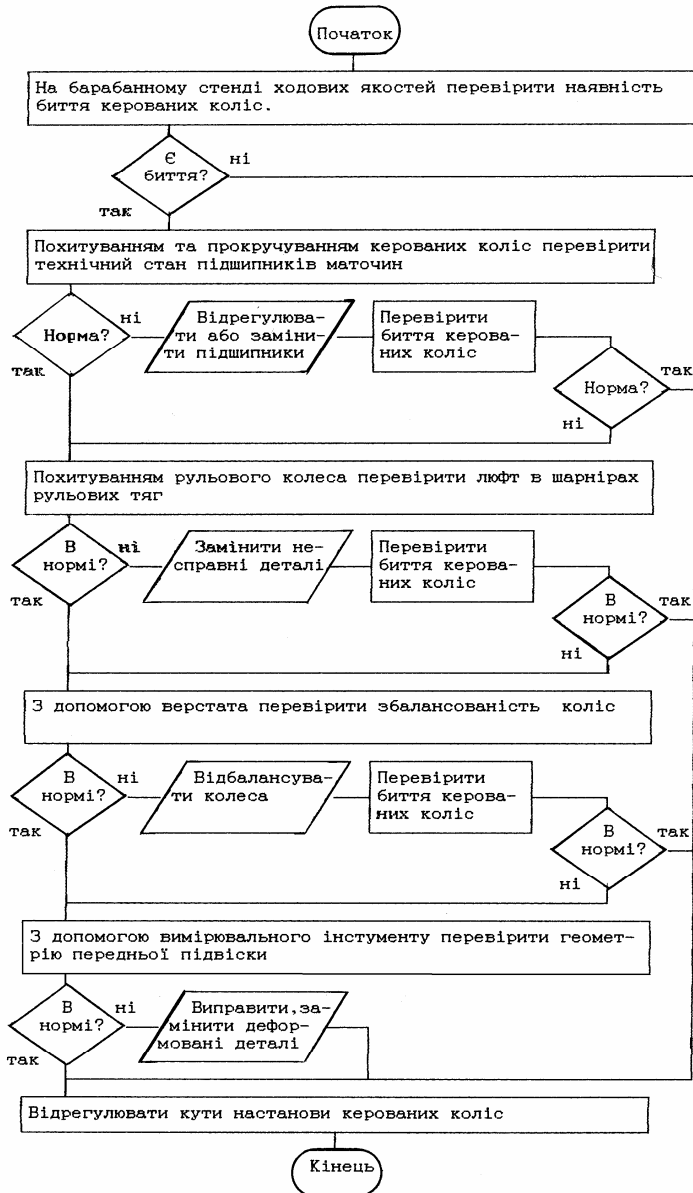 Початок
На барабанному стенді ходових якостей перевірити наявність
биття керованих коліс.
Є
биття?
ні
так
Похитуванням та прокручуванням керованих коліс перевірити
технічний стан підшипників маточин
Норма?
ні
так
Відрегулюва-
ти або заміни-
ти підшипники
Перевірити
биття керова-
них коліс
Норма?
так
ні
Похитуванням рульового колеса перевірити люфт в шарнірах
рульових тяг
В
нормі?
ні
так
Замінити не-
справні деталі
Перевірити
биття керова-
них коліс
В
нормі?
так
ні
З допомогою верстата перевірити збалансованість коліс
В
нормі?
ні
так
Відбалансува-
ти колеса
Перевірити
биття керова-
них коліс
В
нормі?
так
ні
З допомогою вимірювального інстументу перевірити геомет-
рію передньої підвіски
В
нормі?
ні
так
Виправити,за-
мінити дефор-
мовані деталі
Відрегулювати кути настанови керованих коліс
Кінець